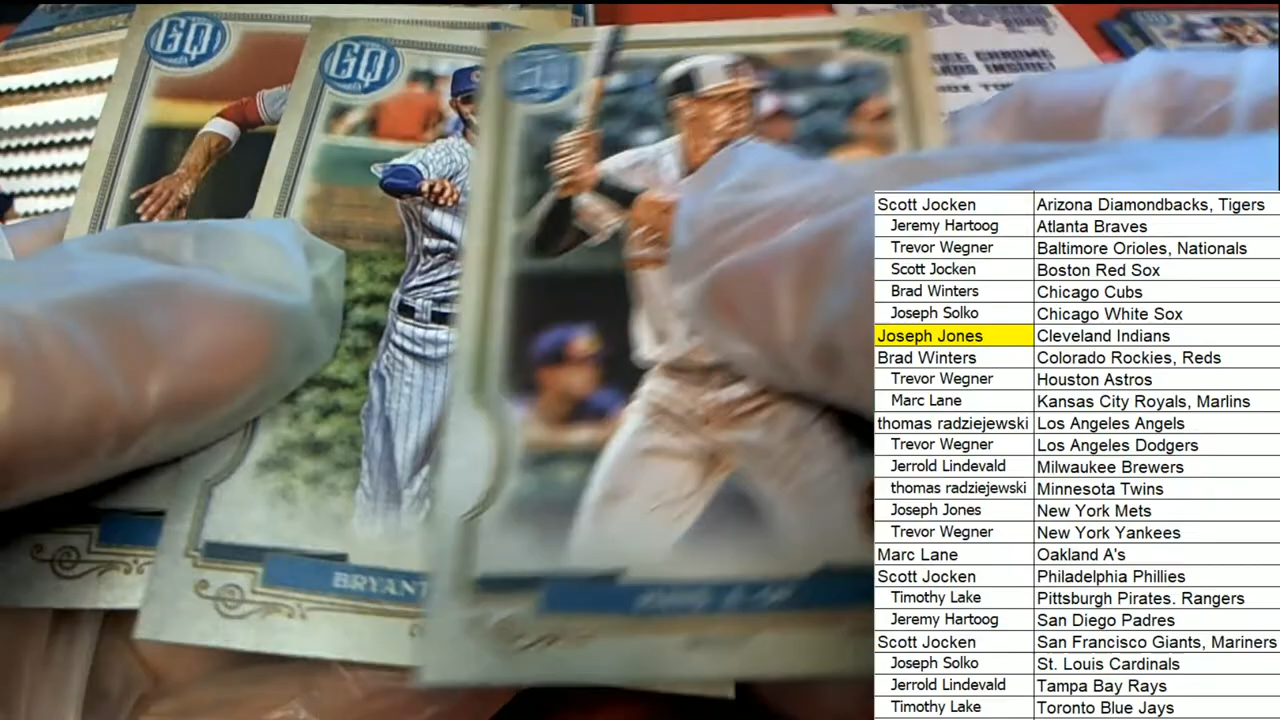 GQ
GQ
EE CHROME
DS INSIDE!
BOX TO
BRYANT
Scott Jocken Arizona Diamondbacks, Tigers
Jeremy Hartoog Atlanta Braves
Trevor Wegner Baltimore Orioles, Nationals
Scott Jocken Boston Red Sox
Brad Winters Chicago Cubs
Joseph Solko Chicago White Sox
Joseph Jones Cleveland Indians
Brad Winters Colorado Rockies, Reds
Trevor Wegner Houston Astros
Marc Lane Kansas City Royals, Marlins
thomas radziejewski Los Angeles Angels
Trevor Wegner Los Angeles Dodgers
Jerrold Lindevald Milwaukee Brewers
thomas radziejewski Minnesota Twins
Joseph Jones New York Mets
Trevor Wegner New York Yankees
Marc Lane Oakland A's
Scott Jocken Philadelphia Phillies
Timothy Lake Pittsburgh Pirates. Rangers
Jeremy Hartoog San Diego Padres
Scott Jocken San Francisco Giants, Mariners
Joseph Solko St. Louis Cardinals
Jerrold Lindevald Tampa Bay Rays
Timothy Lake Toronto Blue Jays